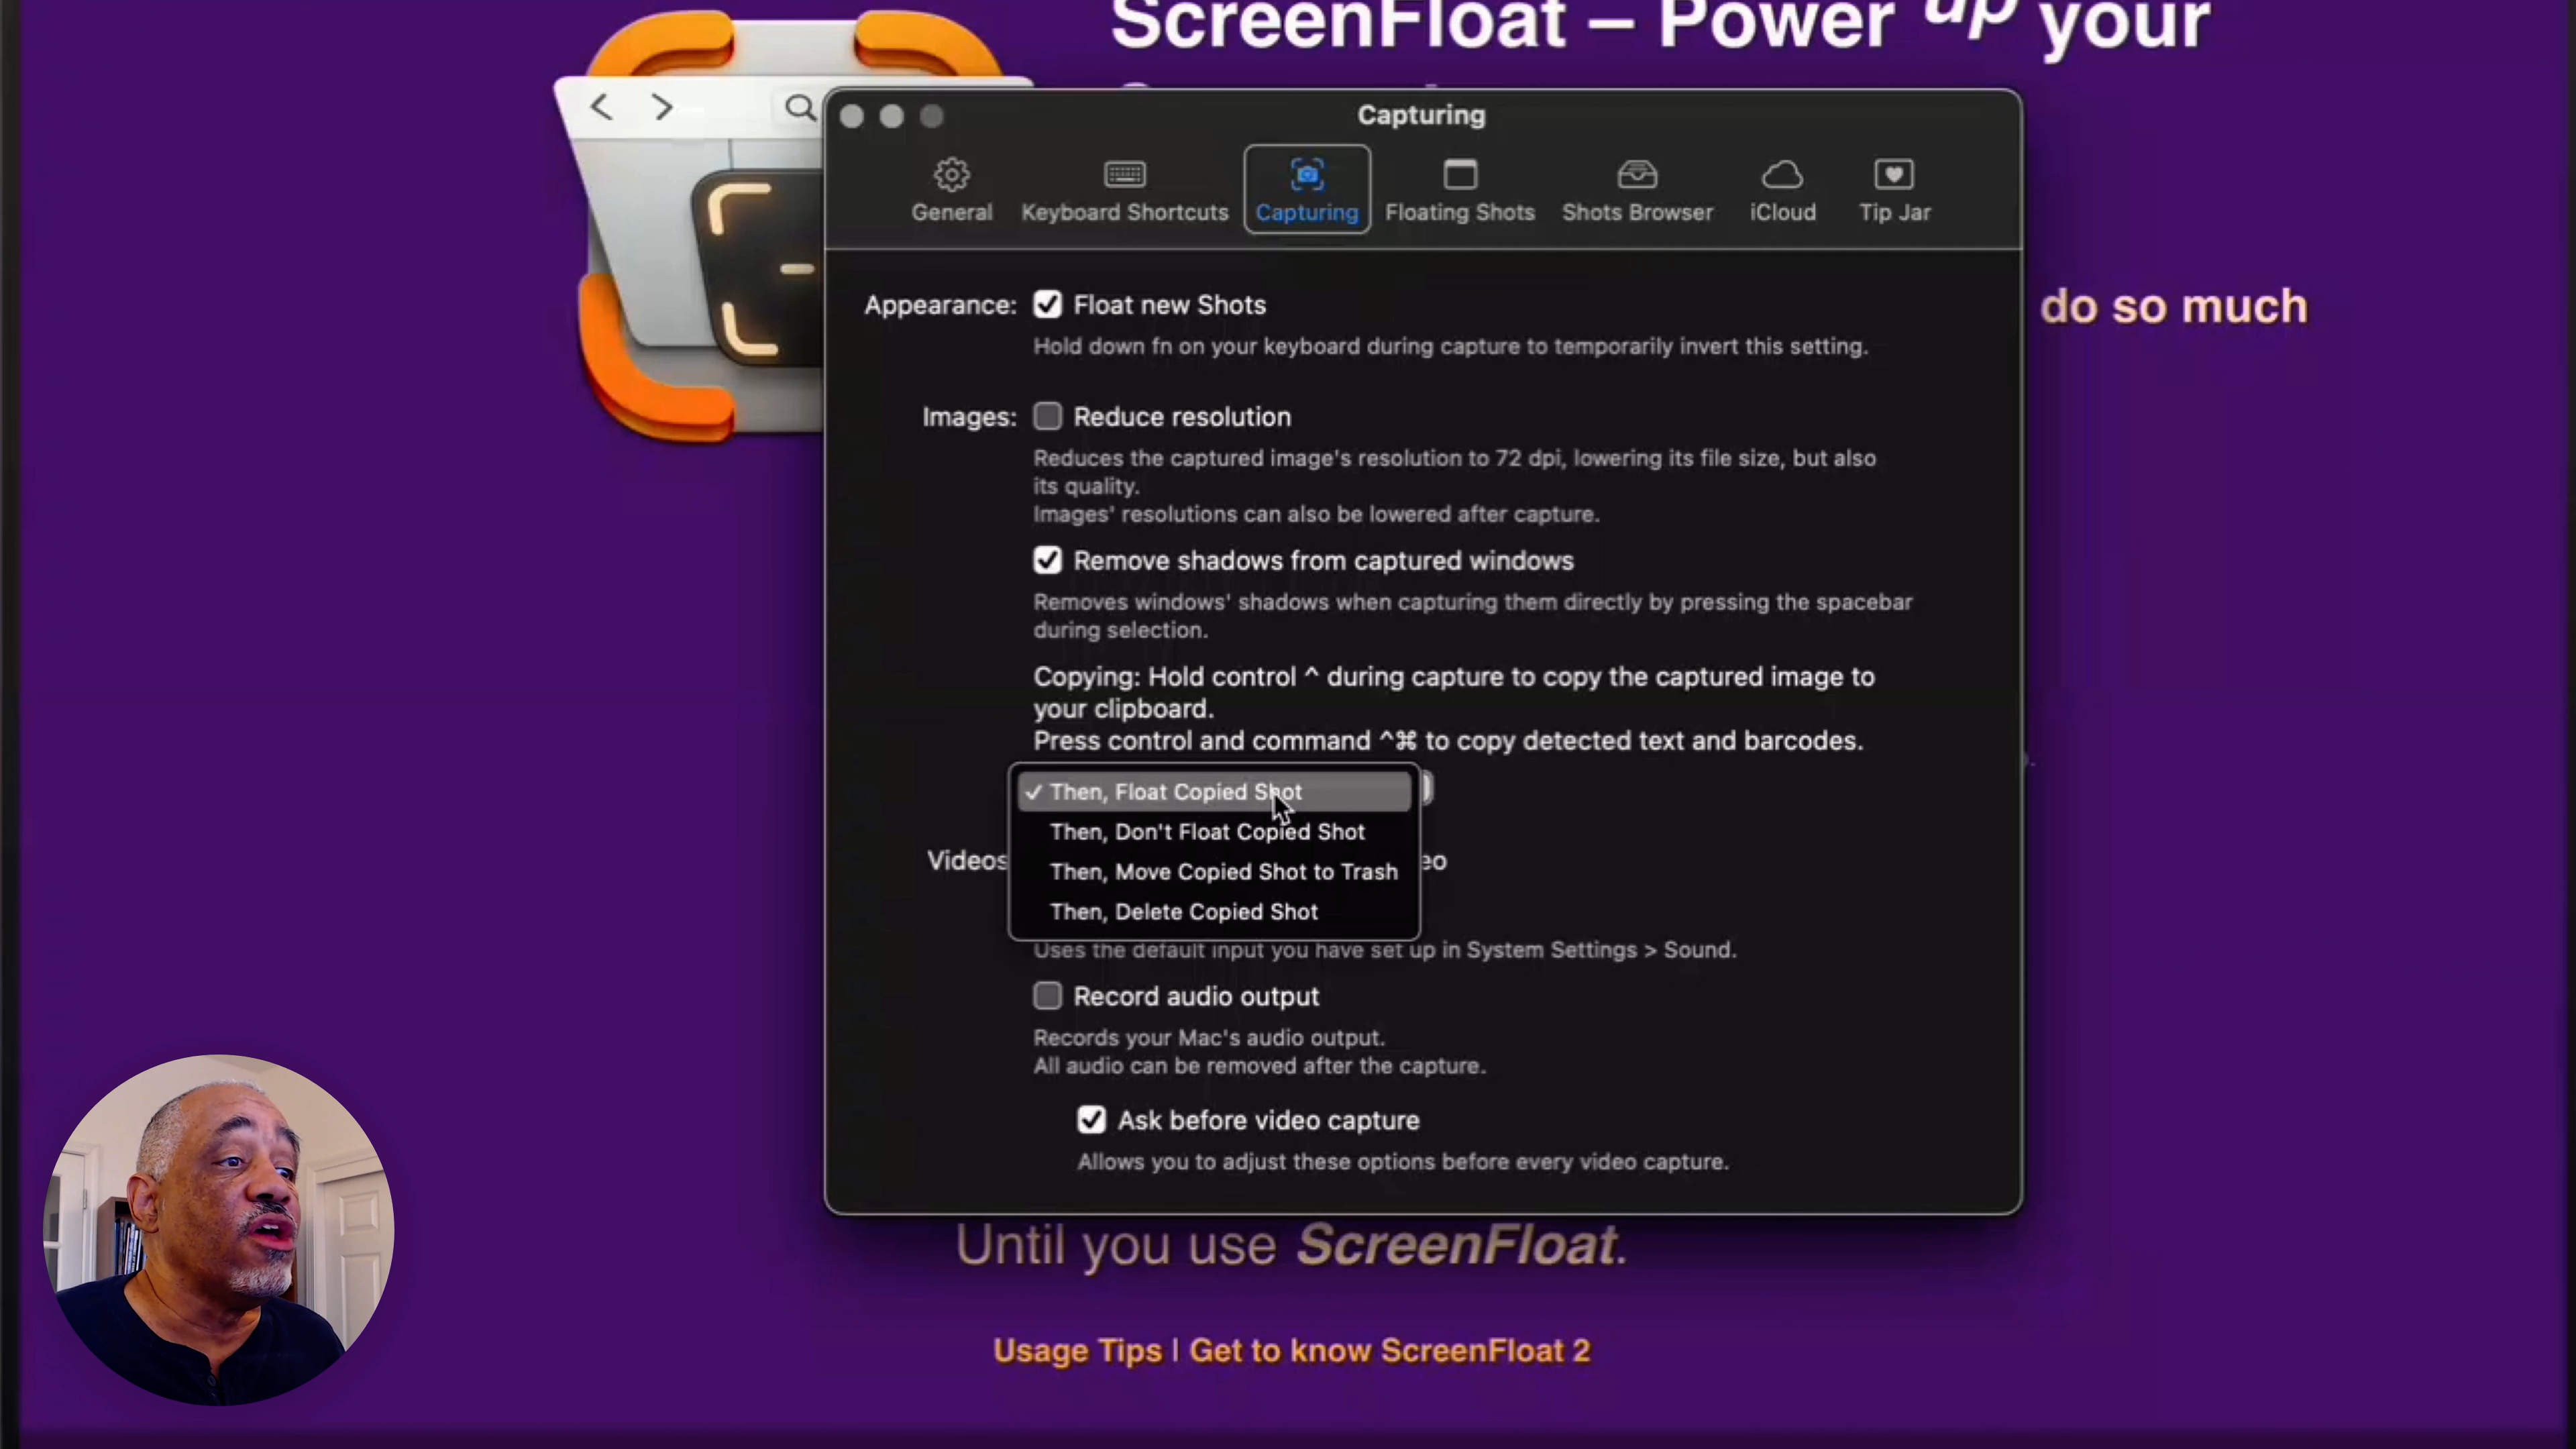 ScreenFloat – Power up your
Capturing
General
Keyboard Shortcuts
Capturing
Floating Shots
Shots Browser
iCloud
Tip Jar
Appearance:
Float new Shots
Hold down fn on your keyboard during capture to temporarily invert this setting.
do so much
Images:
Reduce resolution
Reduces the captured image's resolution to 72 dpi, lowering its file size, but also
its quality.
Images' resolutions can also be lowered after capture.
Remove shadows from captured windows
Removes windows' shadows when capturing them directly by pressing the spacebar
during selection.
Copying: Hold control ^ during capture to copy the captured image to
your clipboard.
Press control and command ^⌘ to copy detected text and barcodes.
✓ Then, Float Copied Shot
Then, Don't Float Copied Shot
Videos
Then, Move Copied Shot to Trash
Then, Delete Copied Shot
Uses the default input you have set up in System Settings > Sound.
Record audio output
Records your Mac's audio output.
All audio can be removed after the capture.
Ask before video capture
Allows you to adjust these options before every video capture.
Until you use ScreenFloat.
Usage Tips | Get to know ScreenFloat 2